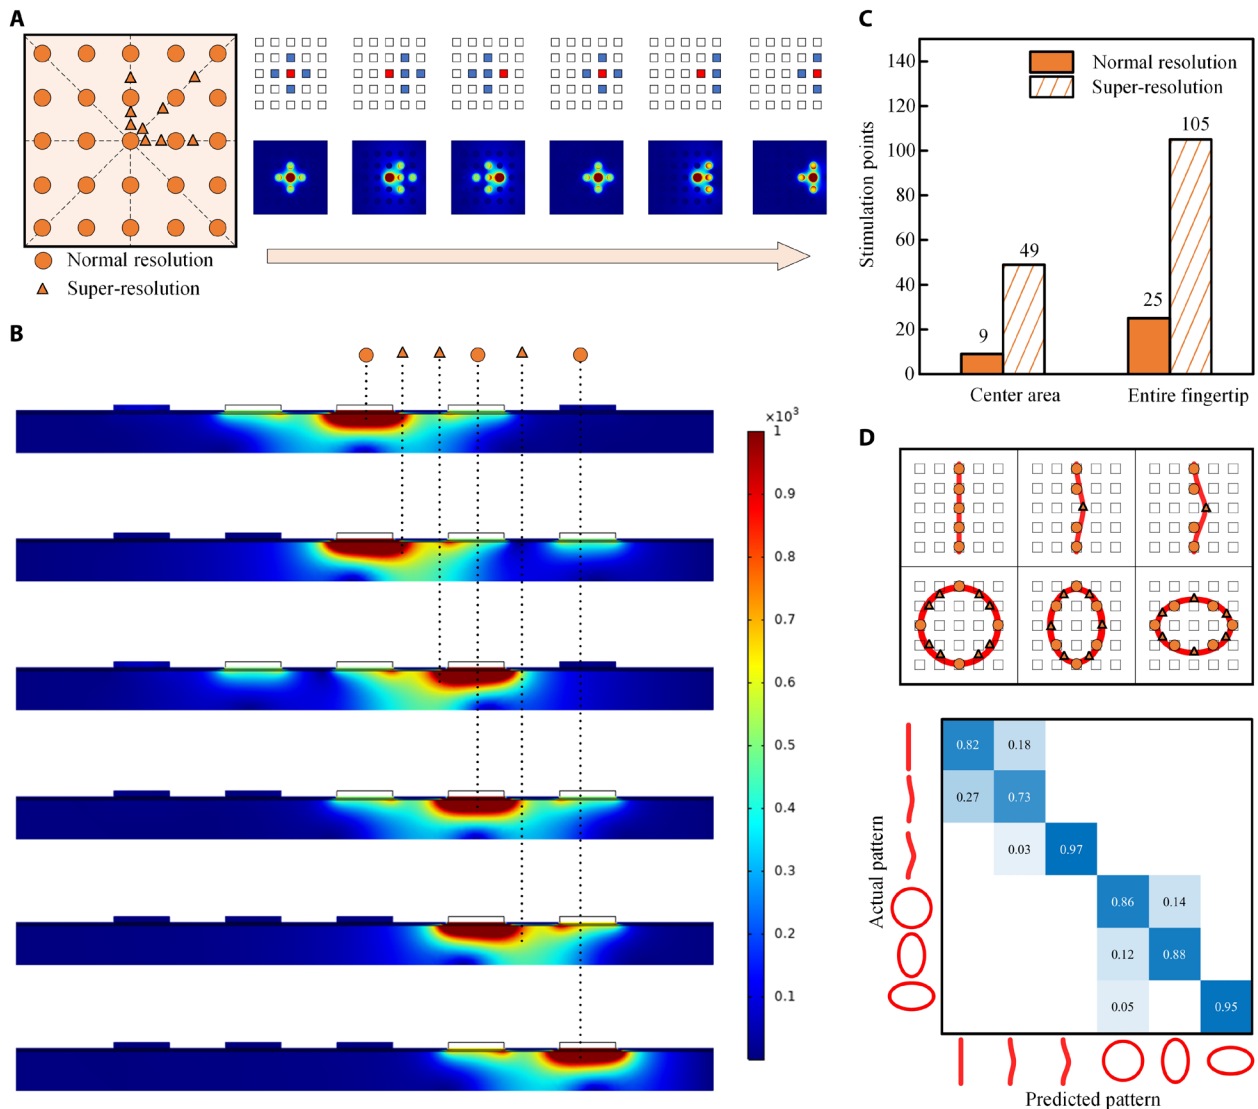 A
Normal resolution
Super-resolution
B
×10³
1
0.9
0.8
0.7
0.6
0.5
0.4
0.3
0.2
0.1
C
Stimulation points
140
120
100
80
60
40
20
0
Normal resolution
Super-resolution
9
49
25
105
Center area
Entire fingertip
D
Actual pattern
0.82
0.18
0.27
0.73
0.03
0.97
0.86
0.14
0.12
0.88
0.05
0.95
Predicted pattern